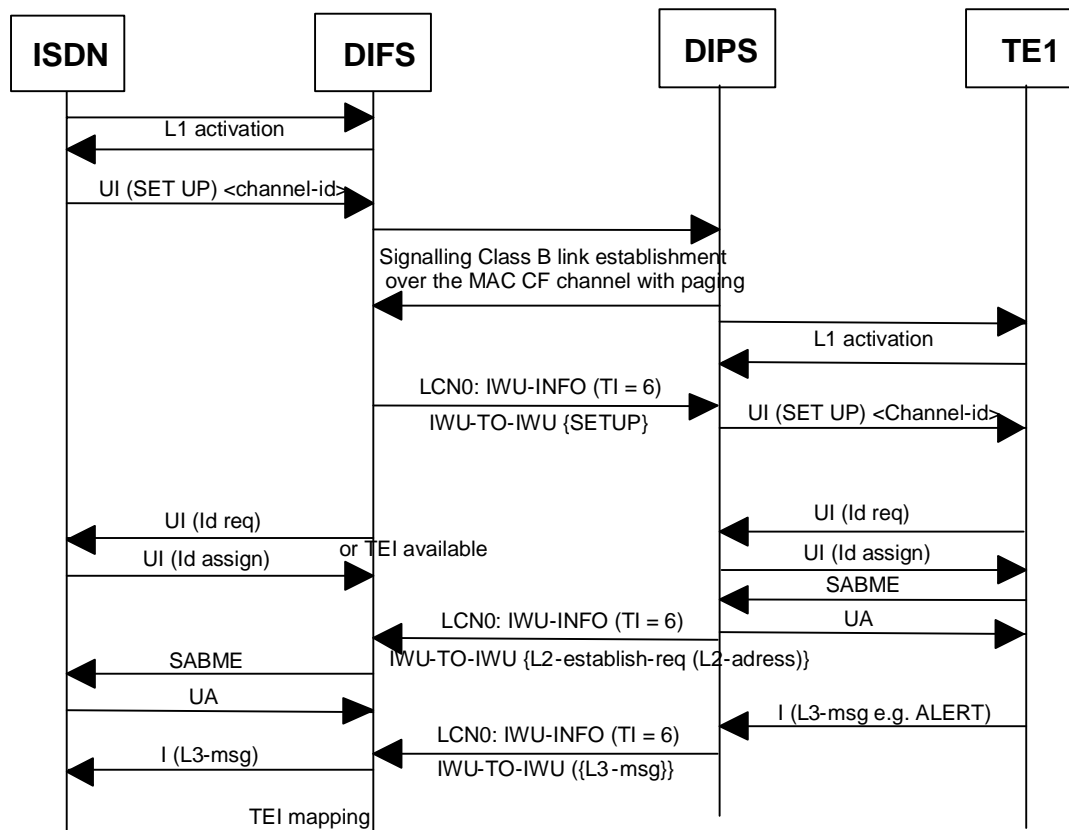 ISDN
DIFS
DIPS
TE1
L1 activation
UI (SET UP) <channel-id>
Signalling Class B link establishment
over the MAC CF channel with paging
L1 activation
LCN0: IWU-INFO (TI = 6)
IWU-TO-IWU {SETUP}
UI (SET UP) <Channel-id>
UI (Id req)
UI (Id req)
or TEI available
UI (Id assign)
UI (Id assign)
SABME
LCN0: IWU-INFO (TI = 6)
UA
IWU-TO-IWU {L2-establish-req (L2-adress)}
SABME
UA
I (L3-msg e.g. ALERT)
LCN0: IWU-INFO (TI = 6)
I (L3-msg)
IWU-TO-IWU ({L3-msg}}
TEI mapping